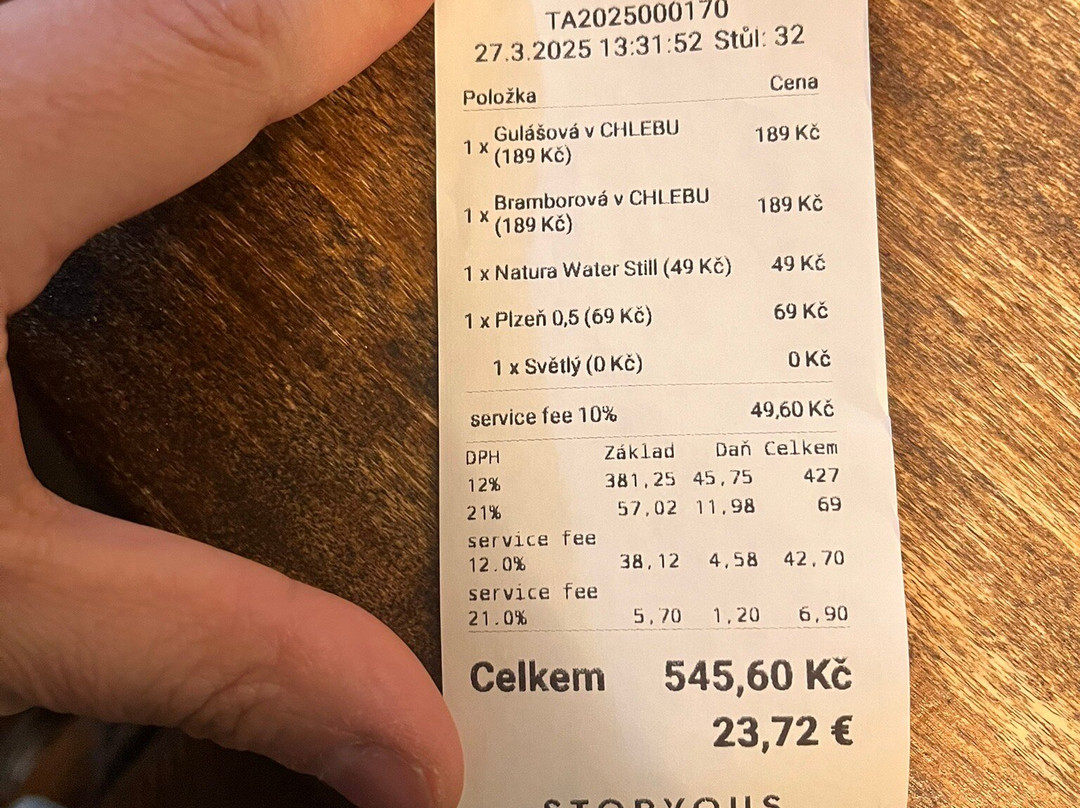 TA2025000170
27.3.2025 13:31:52 Stůl: 32
Položka Cena
1 x Gulášová v CHLEBU 189 Kč
(189 Kč)
1 x Bramborová v CHLEBU 189 Kč
(189 Kč)
1 x Natura Water Still (49 Kč) 49 Kč
1 x Plzeň 0,5 (69 Kč) 69 Kč
1 x Světlý (0 Kč) 0 Kč
service fee 10% 49,60 Kč
DPH Základ Daň Celkem
12% 381,25 45,75 427
21% 57,02 11,98 69
service fee
12.0% 38,12 4,58 42,70
service fee
21.0% 5,70 1,20 6,90
Celkem 545,60 Kč
23,72 €
STORYOUS